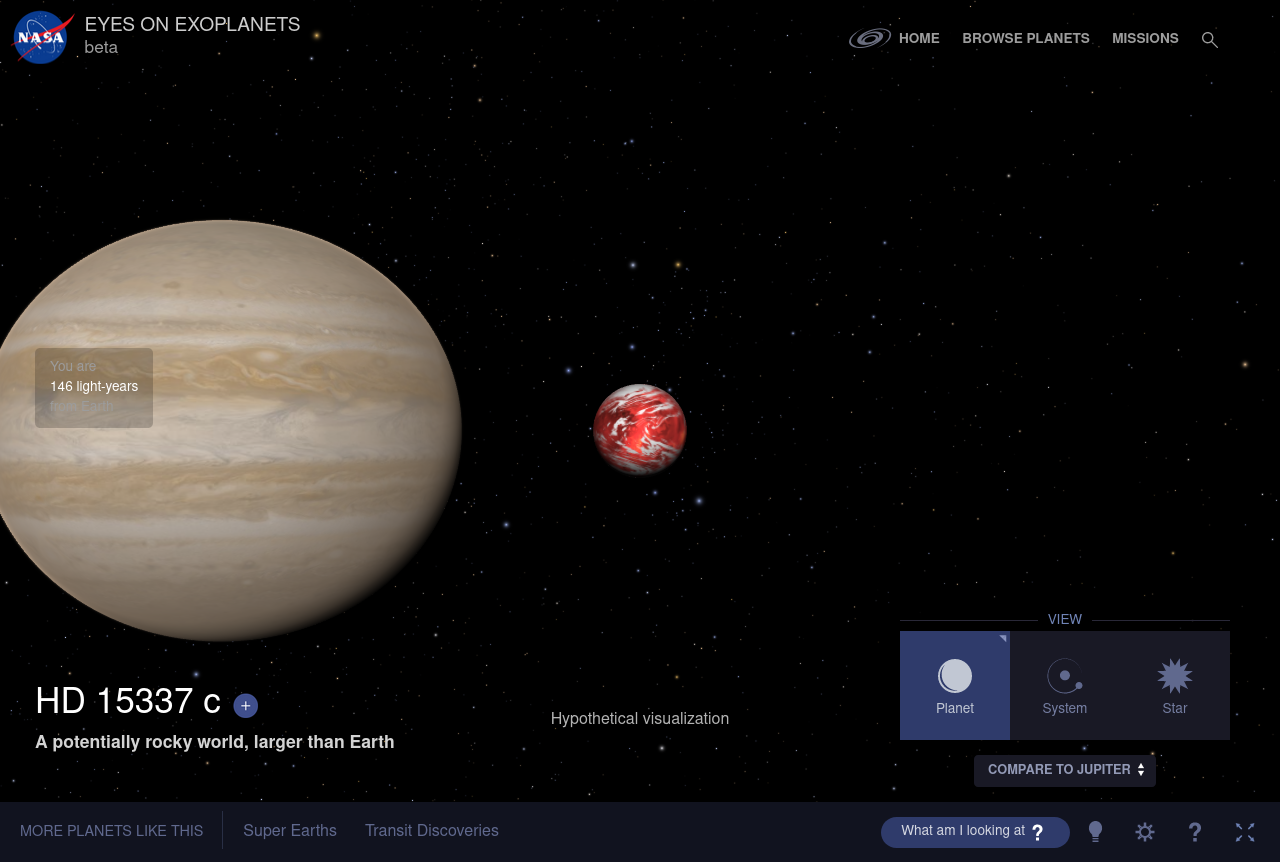 NASA
EYES ON EXOPLANETS
beta
HOME
BROWSE PLANETS
MISSIONS
You are
146 light-years
from Earth
HD 15337 c +
A potentially rocky world, larger than Earth
Hypothetical visualization
VIEW
Planet
System
Star
COMPARE TO JUPITER
MORE PLANETS LIKE THIS
Super Earths
Transit Discoveries
What am I looking at ?
?